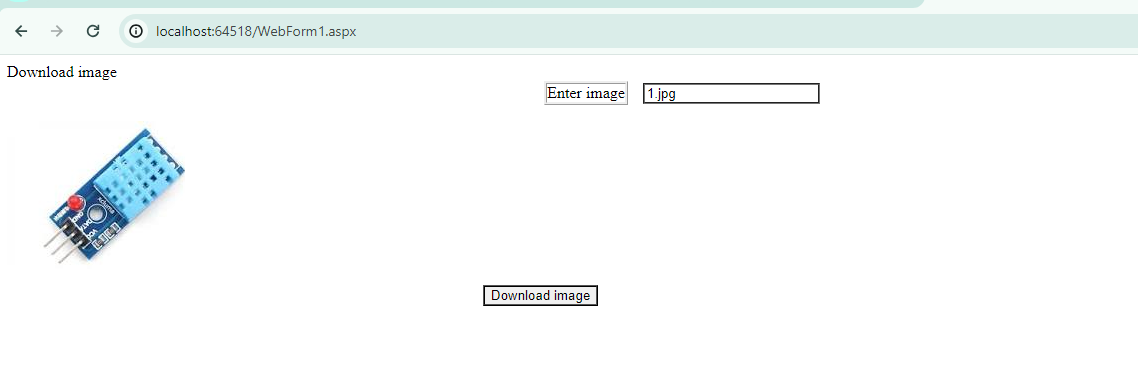 localhost:64518/WebForm1.aspx
Download image
Enter image 1.jpg
Download image